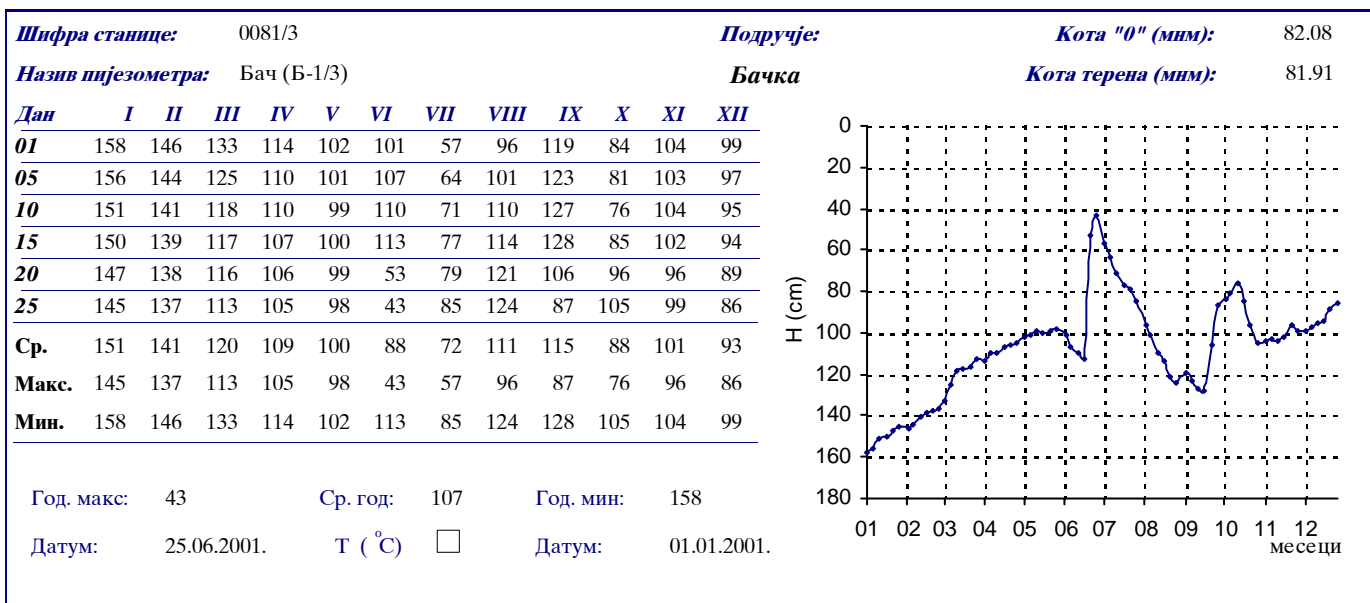 Шифра станице: 0081/3 Подручје: Кота "0" (мнм): 82.08
Назив пијезометра: Бач (Б-1/3) Бачка Кота терена (мнм): 81.91
Дан I II III IV V VI VII VIII IX X XI XII
01 158 146 133 114 102 101 57 96 119 84 104 99
05 156 144 125 110 101 107 64 101 123 81 103 97
10 151 141 118 110 99 110 71 110 127 76 104 95
15 150 139 117 107 100 113 77 114 128 85 102 94
20 147 138 116 106 99 53 79 121 106 96 96 89
25 145 137 113 105 98 43 85 124 87 105 99 86
Ср. 151 141 120 109 100 88 72 111 115 88 101 93
Макс. 145 137 113 105 98 43 57 96 87 76 96 86
Мин. 158 146 133 114 102 113 85 124 128 105 104 99
Год. макс: 43 Ср. год: 107 Год. мин: 158
Датум: 25.06.2001. Т ( °C) Датум: 01.01.2001.
H (cm)
0
20
40
60
80
100
120
140
160
180
01 02 03 04 05 06 07 08 09 10 11 12
месеци